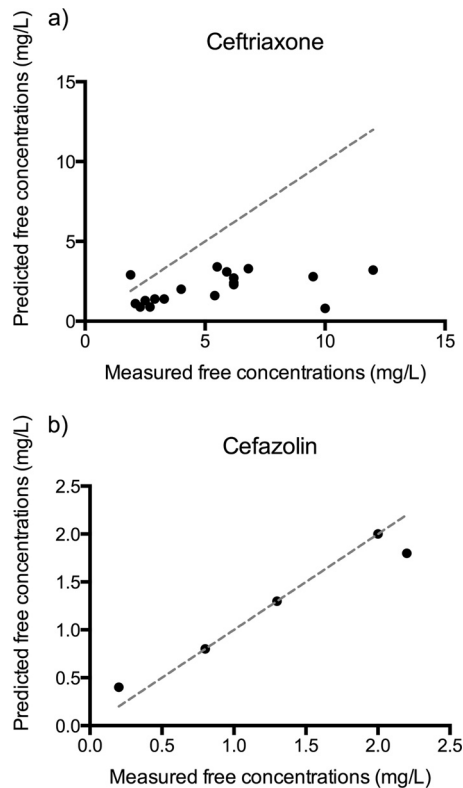 a)
Ceftriaxone
Predicted free concentrations (mg/L)
15
10
5
0
0 5 10 15
Measured free concentrations (mg/L)
b)
Cefazolin
Predicted free concentrations (mg/L)
2.5
2.0
1.5
1.0
0.5
0.0
0.0 0.5 1.0 1.5 2.0 2.5
Measured free concentrations (mg/L)